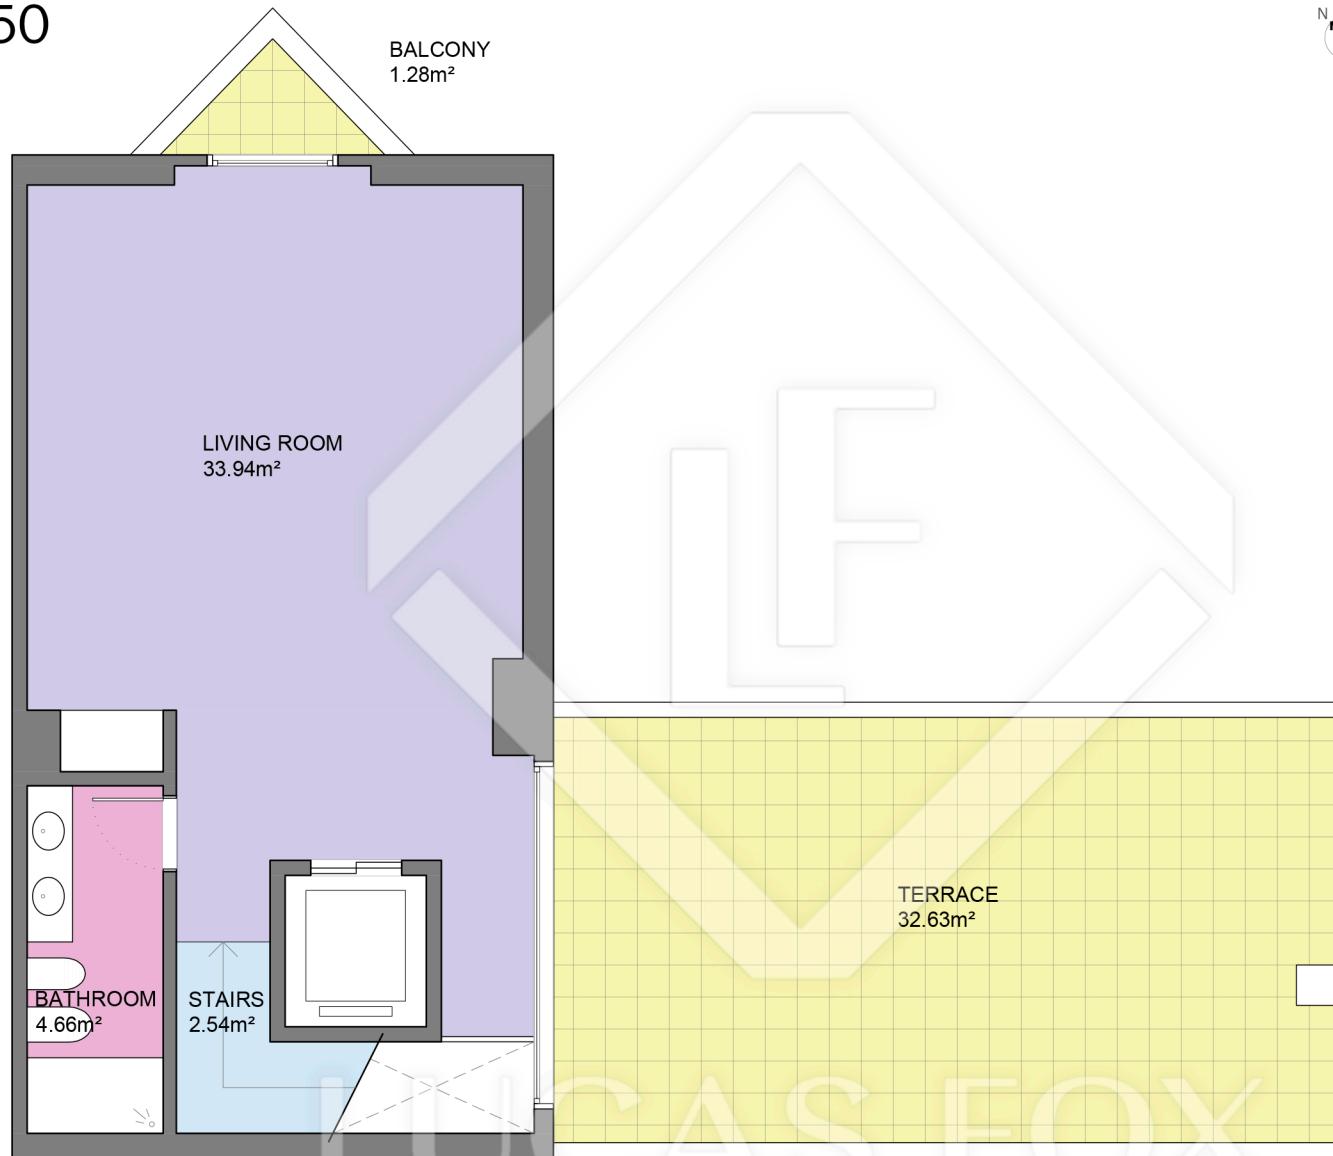 50
N
BALCONY
1.28m²
LIVING ROOM
33.94m²
LF
TERRACE
32.63m²
BATHROOM
4.66m²
STAIRS
2.54m²
LUCAS FOX